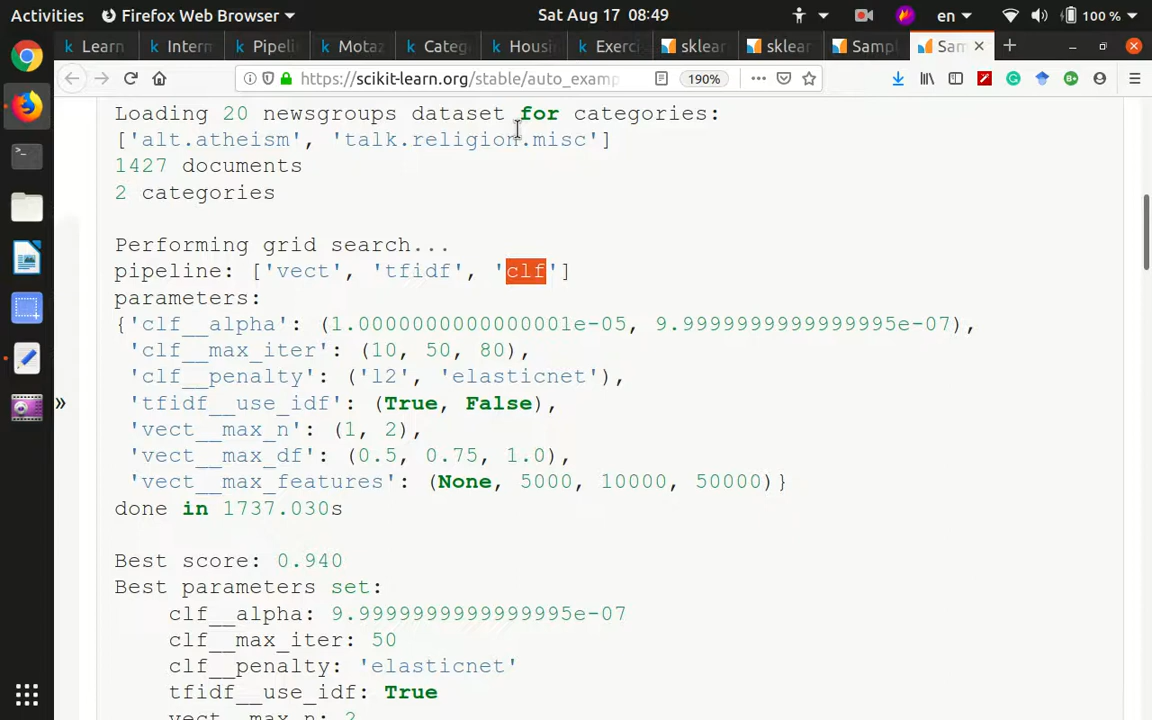 Activities Firefox Web Browser Sat Aug 17 08:49 en 100 %
Learn Intern Pipeli Motaz Categ Housi Exerci sklear sklear Sampl Sam
https://scikit-learn.org/stable/auto_examp 190%
Loading 20 newsgroups dataset for categories:
['alt.atheism', 'talk.religion.misc']
1427 documents
2 categories
Performing grid search...
pipeline: ['vect', 'tfidf', 'clf']
parameters:
{'clf__alpha': (1.0000000000000001e-05, 9.9999999999999995e-07),
'clf__max_iter': (10, 50, 80),
'clf__penalty': ('l2', 'elasticnet'),
'tfidf__use_idf': (True, False),
'vect__max_n': (1, 2),
'vect__max_df': (0.5, 0.75, 1.0),
'vect__max_features': (None, 5000, 10000, 50000)}
done in 1737.030s
Best score: 0.940
Best parameters set:
clf__alpha: 9.9999999999999995e-07
clf__max_iter: 50
clf__penalty: 'elasticnet'
tfidf__use_idf: True
vect__max_n: 2